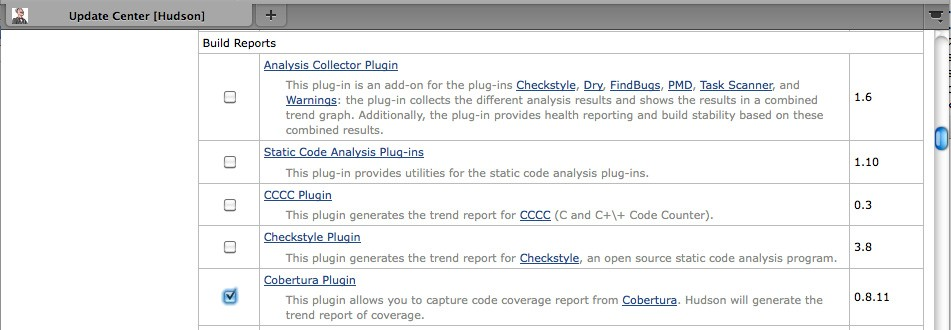 Update Center [Hudson]
+
Build Reports
Analysis Collector Plugin
This plug-in is an add-on for the plug-ins Checkstyle, Dry, FindBugs, PMD, Task Scanner, and
Warnings: the plug-in collects the different analysis results and shows the results in a combined
trend graph. Additionally, the plug-in provides health reporting and build stability based on these
combined results.
1.6
Static Code Analysis Plug-ins
This plug-in provides utilities for the static code analysis plug-ins.
1.10
CCCC Plugin
This plugin generates the trend report for CCCC (C and C+\+ Code Counter).
0.3
Checkstyle Plugin
This plugin generates the trend report for Checkstyle, an open source static code analysis program.
3.8
Cobertura Plugin
This plugin allows you to capture code coverage report from Cobertura. Hudson will generate the
trend report of coverage.
0.8.11